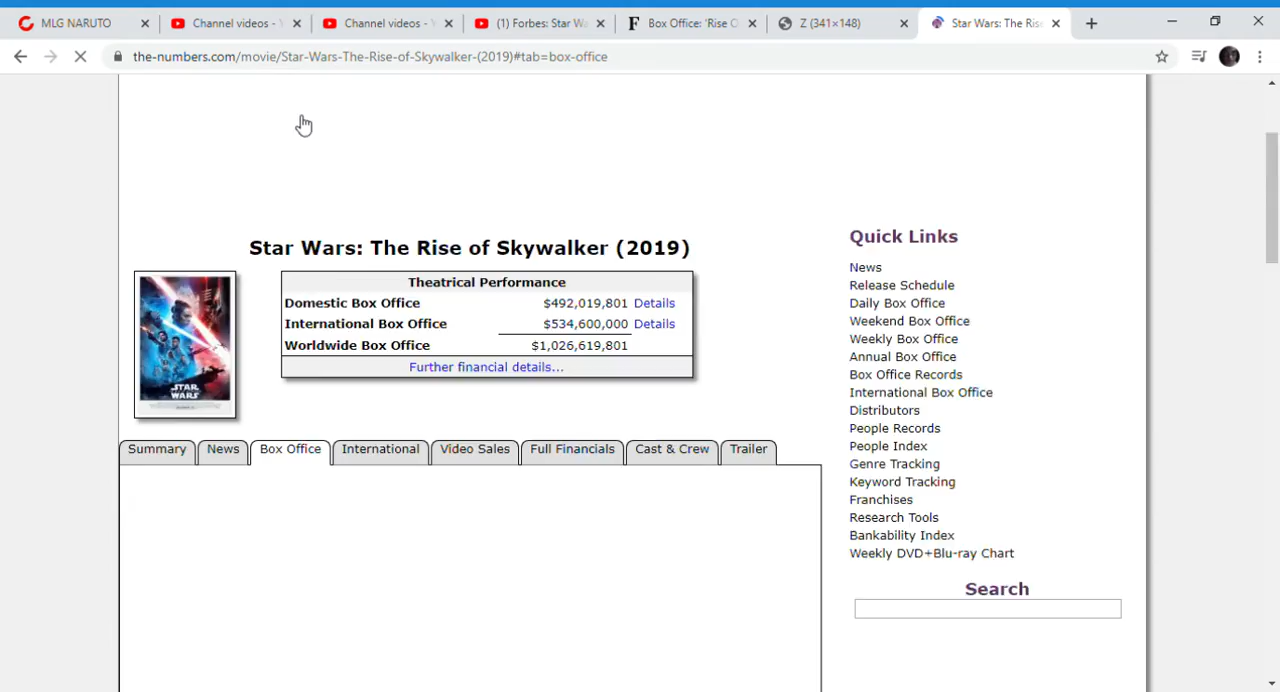 MLG NARUTO
Channel videos - Y
Channel videos - Y
(1) Forbes: Star Wa
Box Office: 'Rise O
Z (341×148)
Star Wars: The Rise
the-numbers.com/movie/Star-Wars-The-Rise-of-Skywalker-(2019)#tab=box-office
Star Wars: The Rise of Skywalker (2019)
Theatrical Performance
Domestic Box Office $492,019,801 Details
International Box Office $534,600,000 Details
Worldwide Box Office $1,026,619,801
Further financial details...
STAR
WARS
Summary News Box Office International Video Sales Full Financials Cast & Crew Trailer
Quick Links
News
Release Schedule
Daily Box Office
Weekend Box Office
Weekly Box Office
Annual Box Office
Box Office Records
International Box Office
Distributors
People Records
People Index
Genre Tracking
Keyword Tracking
Franchises
Research Tools
Bankability Index
Weekly DVD+Blu-ray Chart
Search